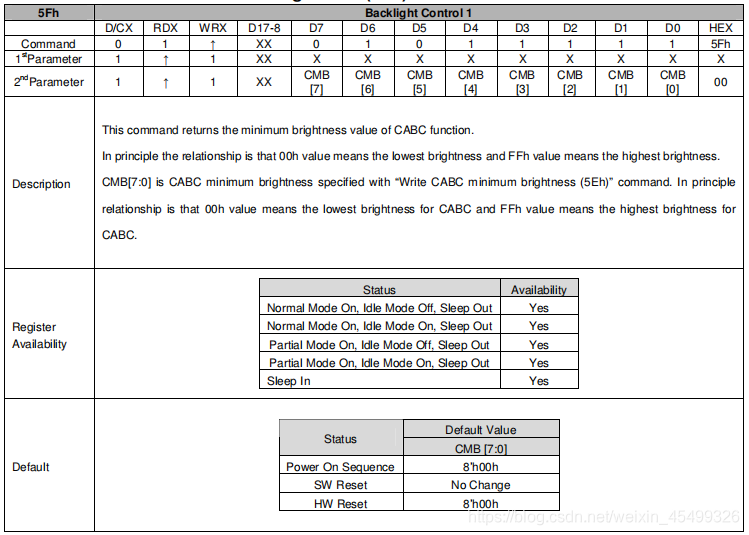 5Fh Backlight Control 1
D/CX RDX WRX D17-8 D7 D6 D5 D4 D3 D2 D1 D0 HEX
Command 0 1 ↑ XX 0 1 0 1 1 1 1 1 5Fh
1st Parameter 1 ↑ 1 XX X X X X X X X X X
2nd Parameter 1 ↑ 1 XX CMB [7] CMB [6] CMB [5] CMB [4] CMB [3] CMB [2] CMB [1] CMB [0] 00
Description
This command returns the minimum brightness value of CABC function.
In principle the relationship is that 00h value means the lowest brightness and FFh value means the highest brightness.
CMB[7:0] is CABC minimum brightness specified with “Write CABC minimum brightness (5Eh)” command. In principle
relationship is that 00h value means the lowest brightness for CABC and FFh value means the highest brightness for
CABC.
Register
Availability
Status Availability
Normal Mode On, Idle Mode Off, Sleep Out Yes
Normal Mode On, Idle Mode On, Sleep Out Yes
Partial Mode On, Idle Mode Off, Sleep Out Yes
Partial Mode On, Idle Mode On, Sleep Out Yes
Sleep In Yes
Default
Status Default Value
CMB [7:0]
Power On Sequence 8'h00h
SW Reset No Change
HW Reset 8'h00h
https://blog.csdn.net/weixin_45499326